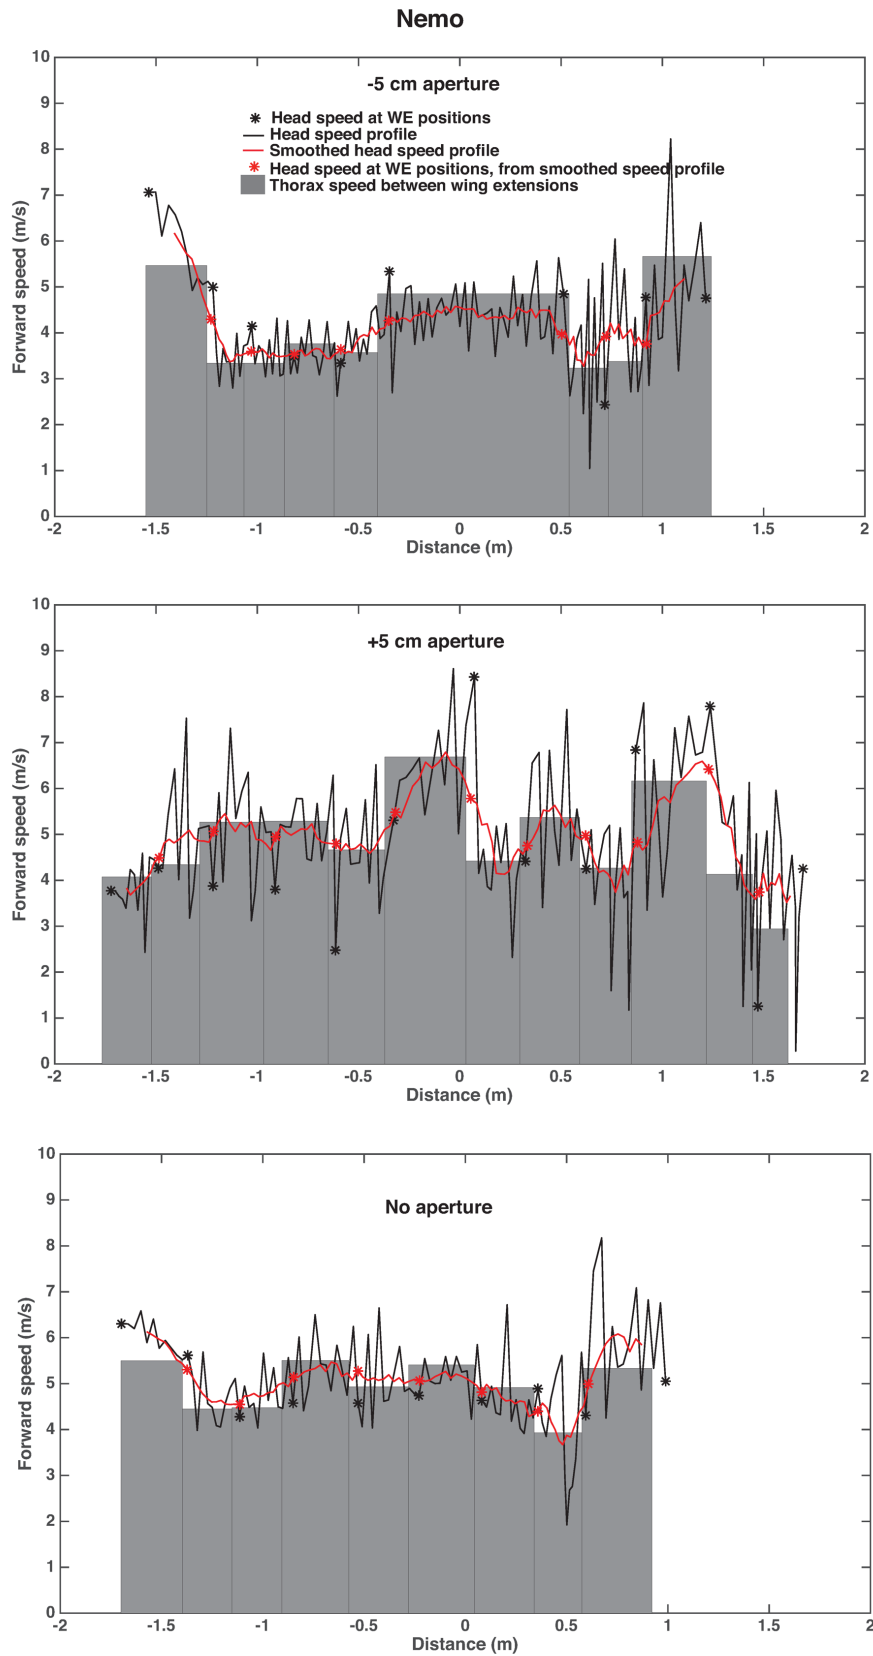 Nemo
-5 cm aperture
Head speed at WE positions
Head speed profile
Smoothed head speed profile
Head speed at WE positions, from smoothed speed profile
Thorax speed between wing extensions
Forward speed (m/s)
10
9
8
7
6
5
4
3
2
1
0
-2 -1.5 -1 -0.5 0 0.5 1 1.5 2
Distance (m)
+5 cm aperture
Forward speed (m/s)
10
9
8
7
6
5
4
3
2
1
0
-2 -1.5 -1 -0.5 0 0.5 1 1.5 2
Distance (m)
No aperture
Forward speed (m/s)
10
9
8
7
6
5
4
3
2
1
0
-2 -1.5 -1 -0.5 0 0.5 1 1.5 2
Distance (m)